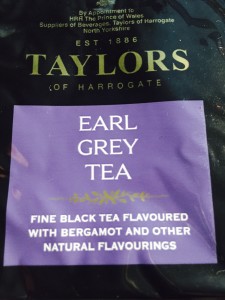 By Appointment to
HRH The Prince of Wales
Suppliers of Beverages, Taylors of Harrogate
North Yorkshire
EST 1886
TAYLORS
OF HARROGATE
EARL
GREY
TEA
FINE BLACK TEA FLAVOURED
WITH BERGAMOT AND OTHER
NATURAL FLAVOURINGS